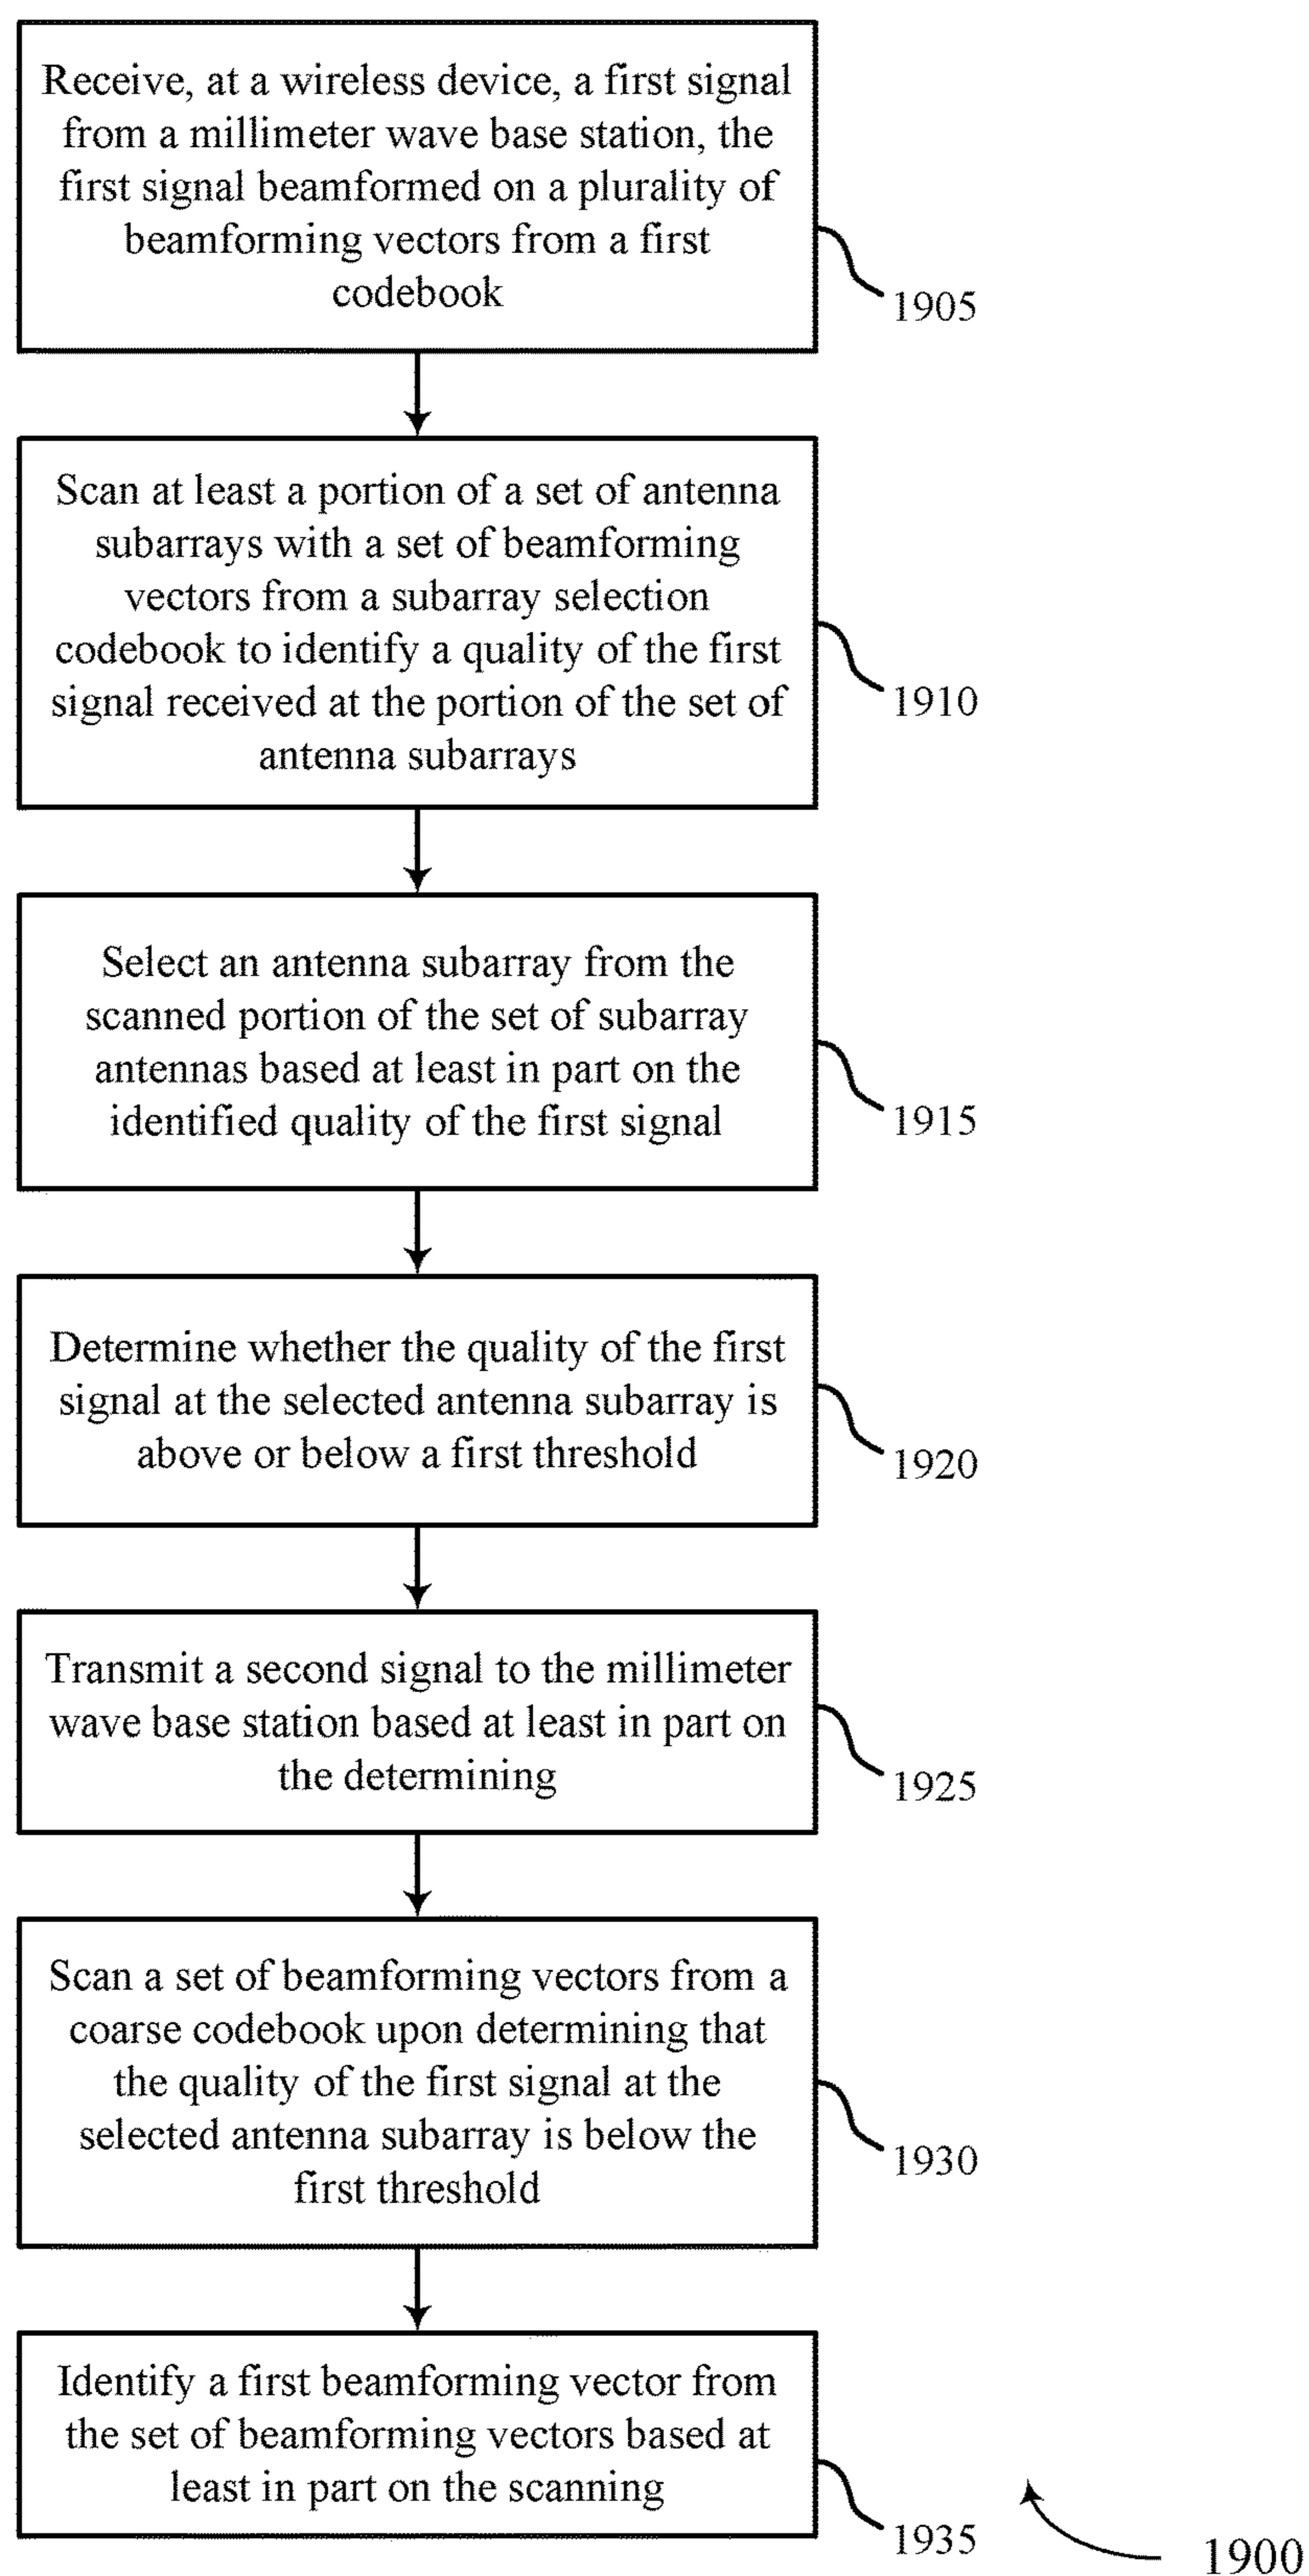 Receive, at a wireless device, a first signal
from a millimeter wave base station, the
first signal beamformed on a plurality of
beamforming vectors from a first
codebook
1905
Scan at least a portion of a set of antenna
subarrays with a set of beamforming
vectors from a subarray selection
codebook to identify a quality of the first
signal received at the portion of the set of
antenna subarrays
1910
Select an antenna subarray from the
scanned portion of the set of subarray
antennas based at least in part on the
identified quality of the first signal
1915
Determine whether the quality of the first
signal at the selected antenna subarray is
above or below a first threshold
1920
Transmit a second signal to the millimeter
wave base station based at least in part on
the determining
1925
Scan a set of beamforming vectors from a
coarse codebook upon determining that
the quality of the first signal at the
selected antenna subarray is below the
first threshold
1930
Identify a first beamforming vector from
the set of beamforming vectors based at
least in part on the scanning
1935
1900